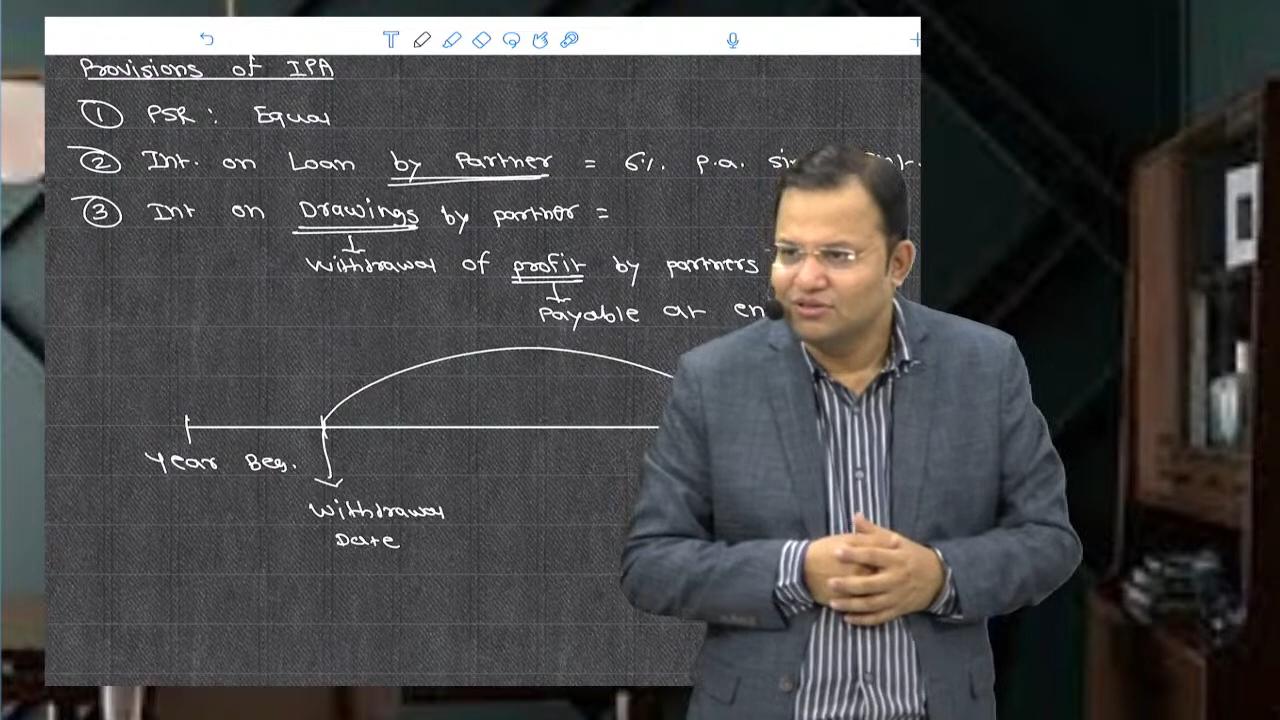 Provisions of IPA
① PSR: Equal
② Int. on Loan by Partner = 6% p.a.
③ Int on Drawings by partner =
Withdrawal of profit by partners
Payable at
Year Beg.
Withdrawal
Date